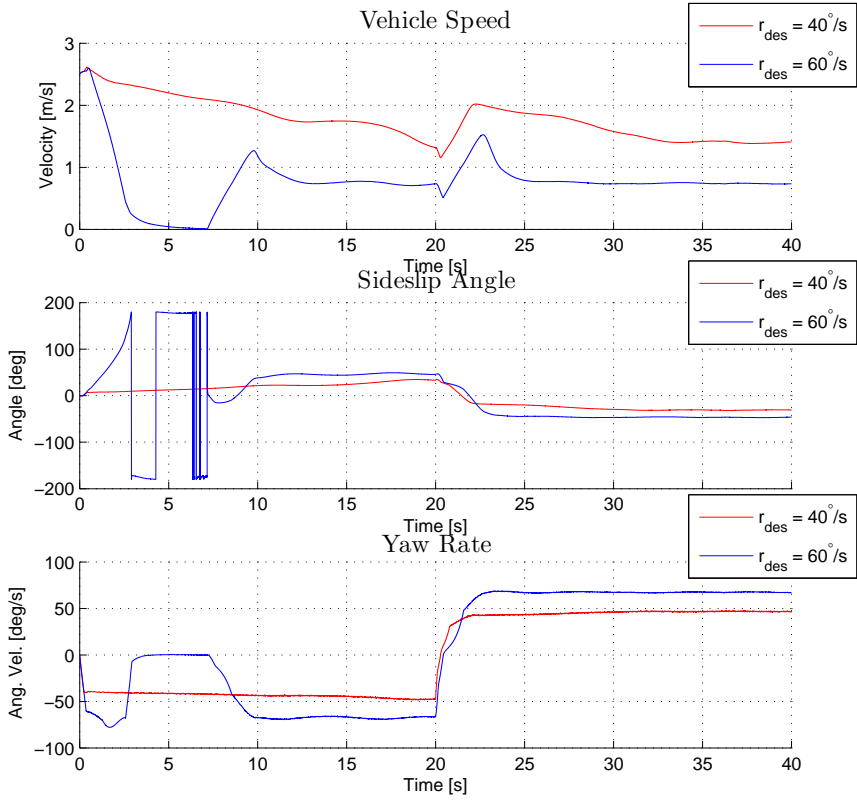 Vehicle Speed
r_des = 40°/s
r_des = 60°/s
Velocity [m/s]
3
2
1
0
0 5 10 15 20 25 30 35 40
Time [s]
Sideslip Angle
r_des = 40°/s
r_des = 60°/s
Angle [deg]
200
100
0
−100
−200
0 5 10 15 20 25 30 35 40
Time [s]
Yaw Rate
r_des = 40°/s
r_des = 60°/s
Ang. Vel. [deg/s]
100
50
0
−50
−100
0 5 10 15 20 25 30 35 40
Time [s]